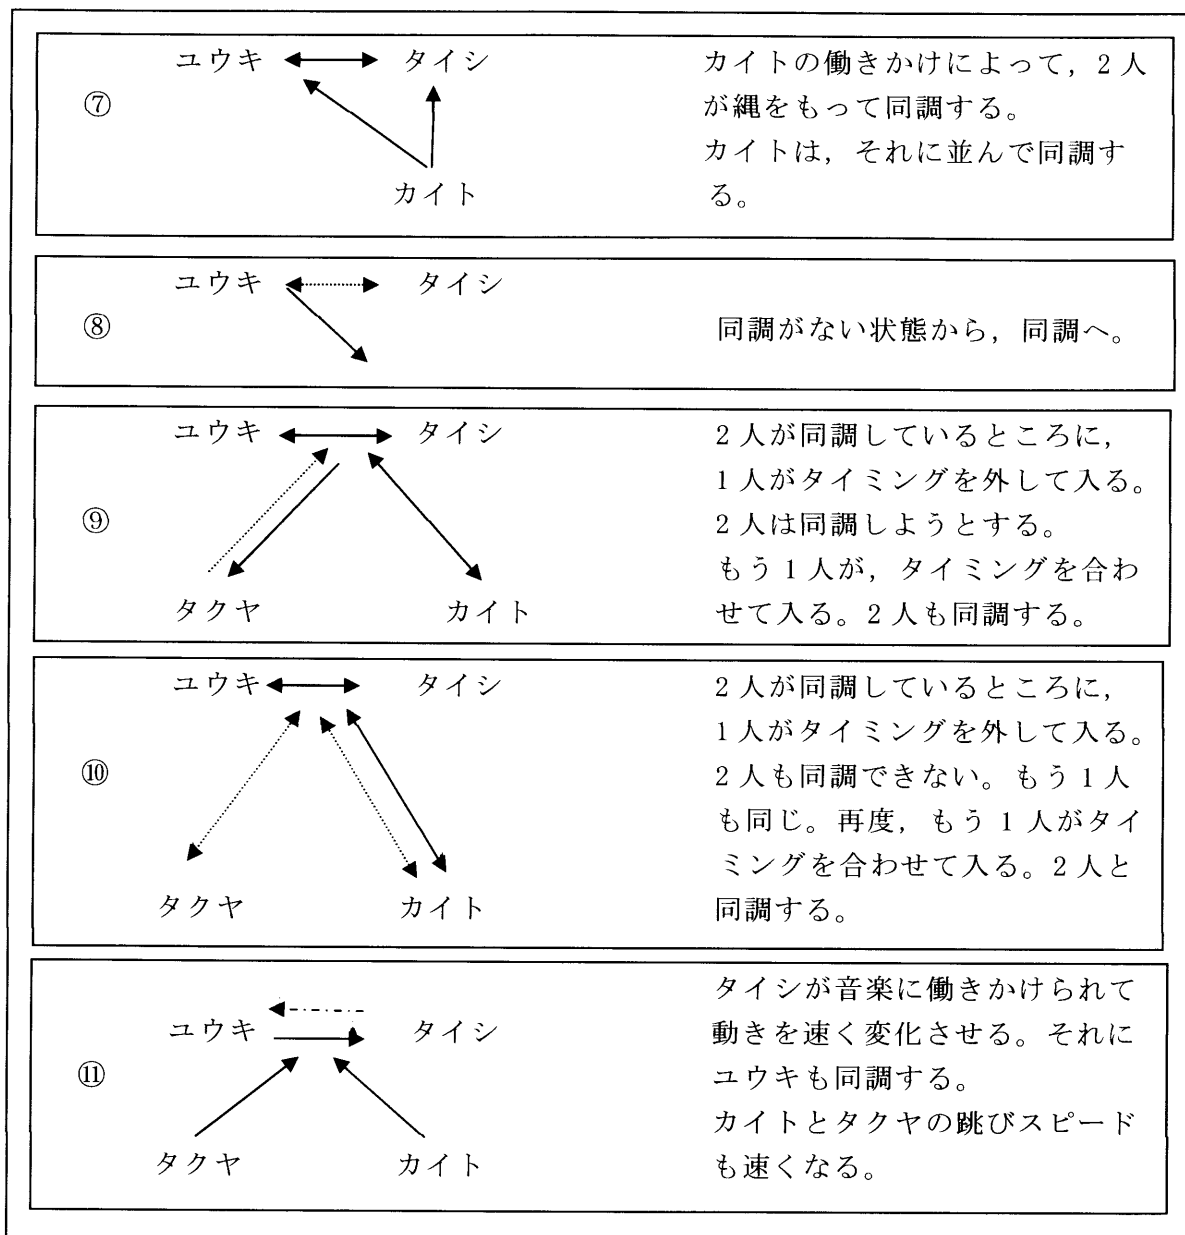 ユウキ タイシ
⑦
カイト
カイトの働きかけによって，2人
が縄をもって同調する。
カイトは，それに並んで同調す
る。
ユウキ タイシ
⑧
同調がない状態から，同調へ。
ユウキ タイシ
⑨
タクヤ カイト
2人が同調しているところに，
1人がタイミングを外して入る。
2人は同調しようとする。
もう1人が，タイミングを合わ
せて入る。2人も同調する。
ユウキ タイシ
⑩
タクヤ カイト
2人が同調しているところに，
1人がタイミングを外して入る。
2人も同調できない。もう1人
も同じ。再度，もう1人がタイ
ミングを合わせて入る。2人と
同調する。
ユウキ タイシ
⑪
タクヤ カイト
タイシが音楽に働きかけられて
動きを速く変化させる。それに
ユウキも同調する。
カイトとタクヤの跳びスピード
も速くなる。